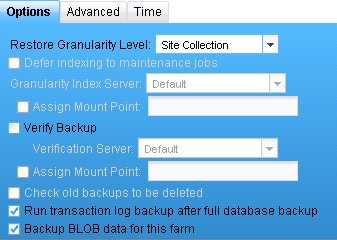 Options Advanced Time
Restore Granularity Level: Site Collection
Defer indexing to maintenance jobs
Granularity Index Server: Default
Assign Mount Point:
Verify Backup
Verification Server: Default
Assign Mount Point:
Check old backups to be deleted
Run transaction log backup after full database backup
Backup BLOB data for this farm